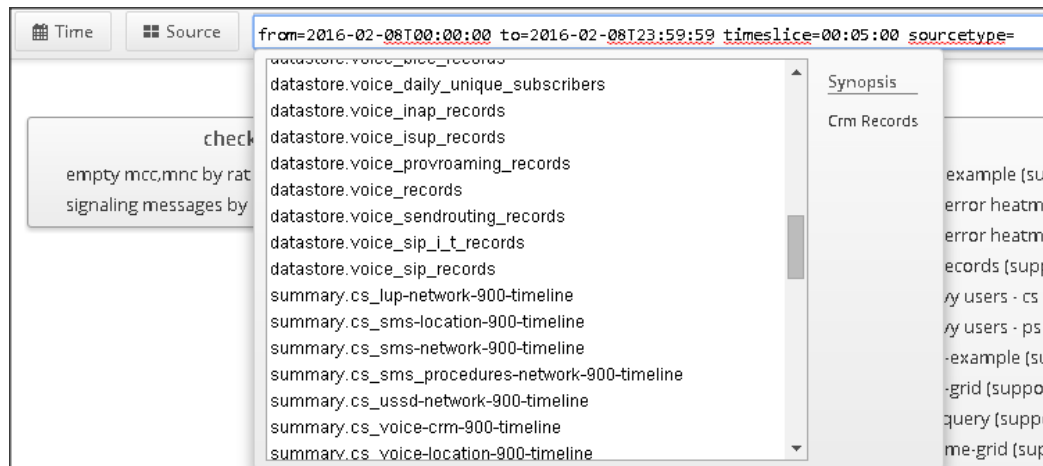 Time
Source
from=2016-02-08T00:00:00 to=2016-02-08T23:59:59 timeslice=00:05:00 sourcetype=
datastore.voice_daily_unique_subscribers
datastore.voice_inap_records
datastore.voice_isup_records
datastore.voice_provroaming_records
datastore.voice_records
datastore.voice_sendrouting_records
datastore.voice_sip_i_t_records
datastore.voice_sip_records
summary.cs_lup-network-900-timeline
summary.cs_sms-location-900-timeline
summary.cs_sms-network-900-timeline
summary.cs_sms_procedures-network-900-timeline
summary.cs_ussd-network-900-timeline
summary.cs_voice-crm-900-timeline
summary.cs_voice-location-900-timeline
Synopsis
Crm Records
check
empty mcc,mnc by rat
signaling messages by
example (su
error heatm
error heatm
ecords (supp
users - cs
users - ps
-example (su
-grid (suppo
query (suppo
me-grid (sup